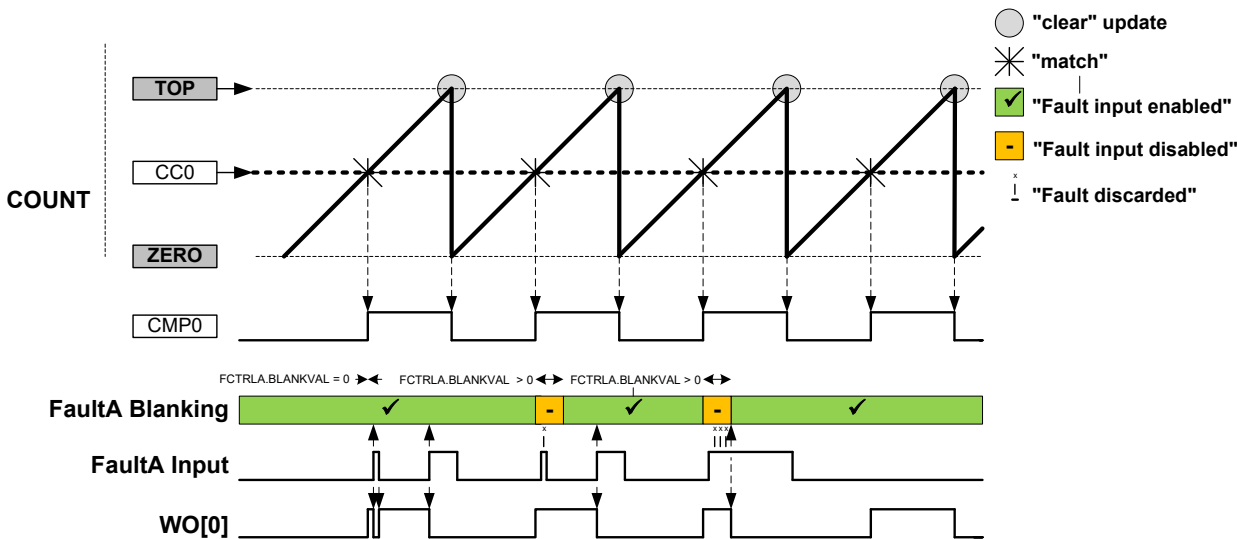 "clear" update
"match"
"Fault input enabled"
"Fault input disabled"
x
"Fault discarded"
TOP
CC0
COUNT
ZERO
CMP0
FCTRLA.BLANKVAL = 0 FCTRLA.BLANKVAL > 0 FCTRLA.BLANKVAL > 0
FaultA Blanking ✓ - ✓ - ✓
x x x x
FaultA Input
WO[0]